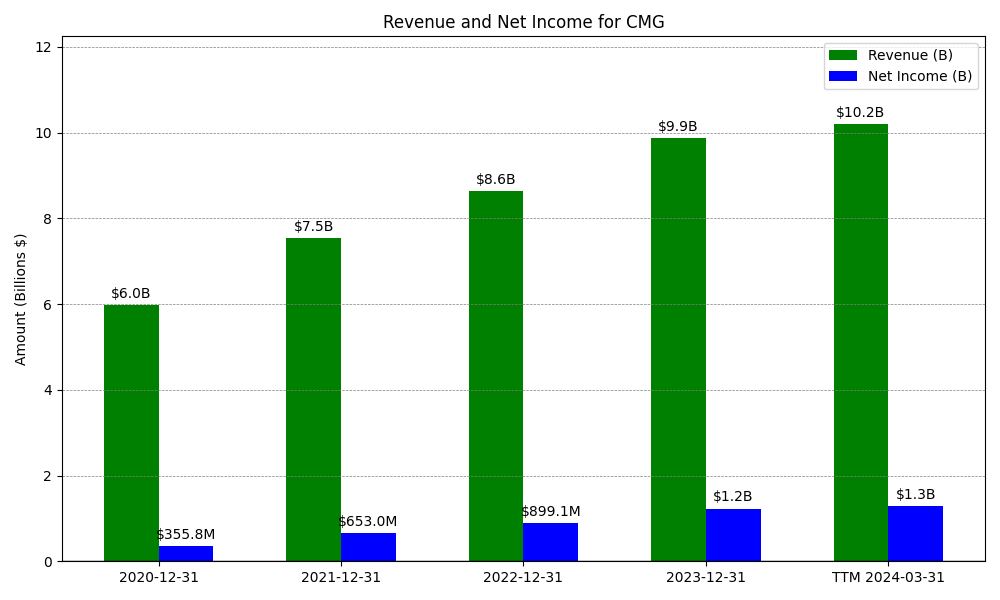 Revenue and Net Income for CMG
Revenue (B)
Net Income (B)
Amount (Billions $)
12
10
8
6
4
2
0
$6.0B
$7.5B
$8.6B
$9.9B
$10.2B
$355.8M
$653.0M
$899.1M
$1.2B
$1.3B
2020-12-31
2021-12-31
2022-12-31
2023-12-31
TTM 2024-03-31